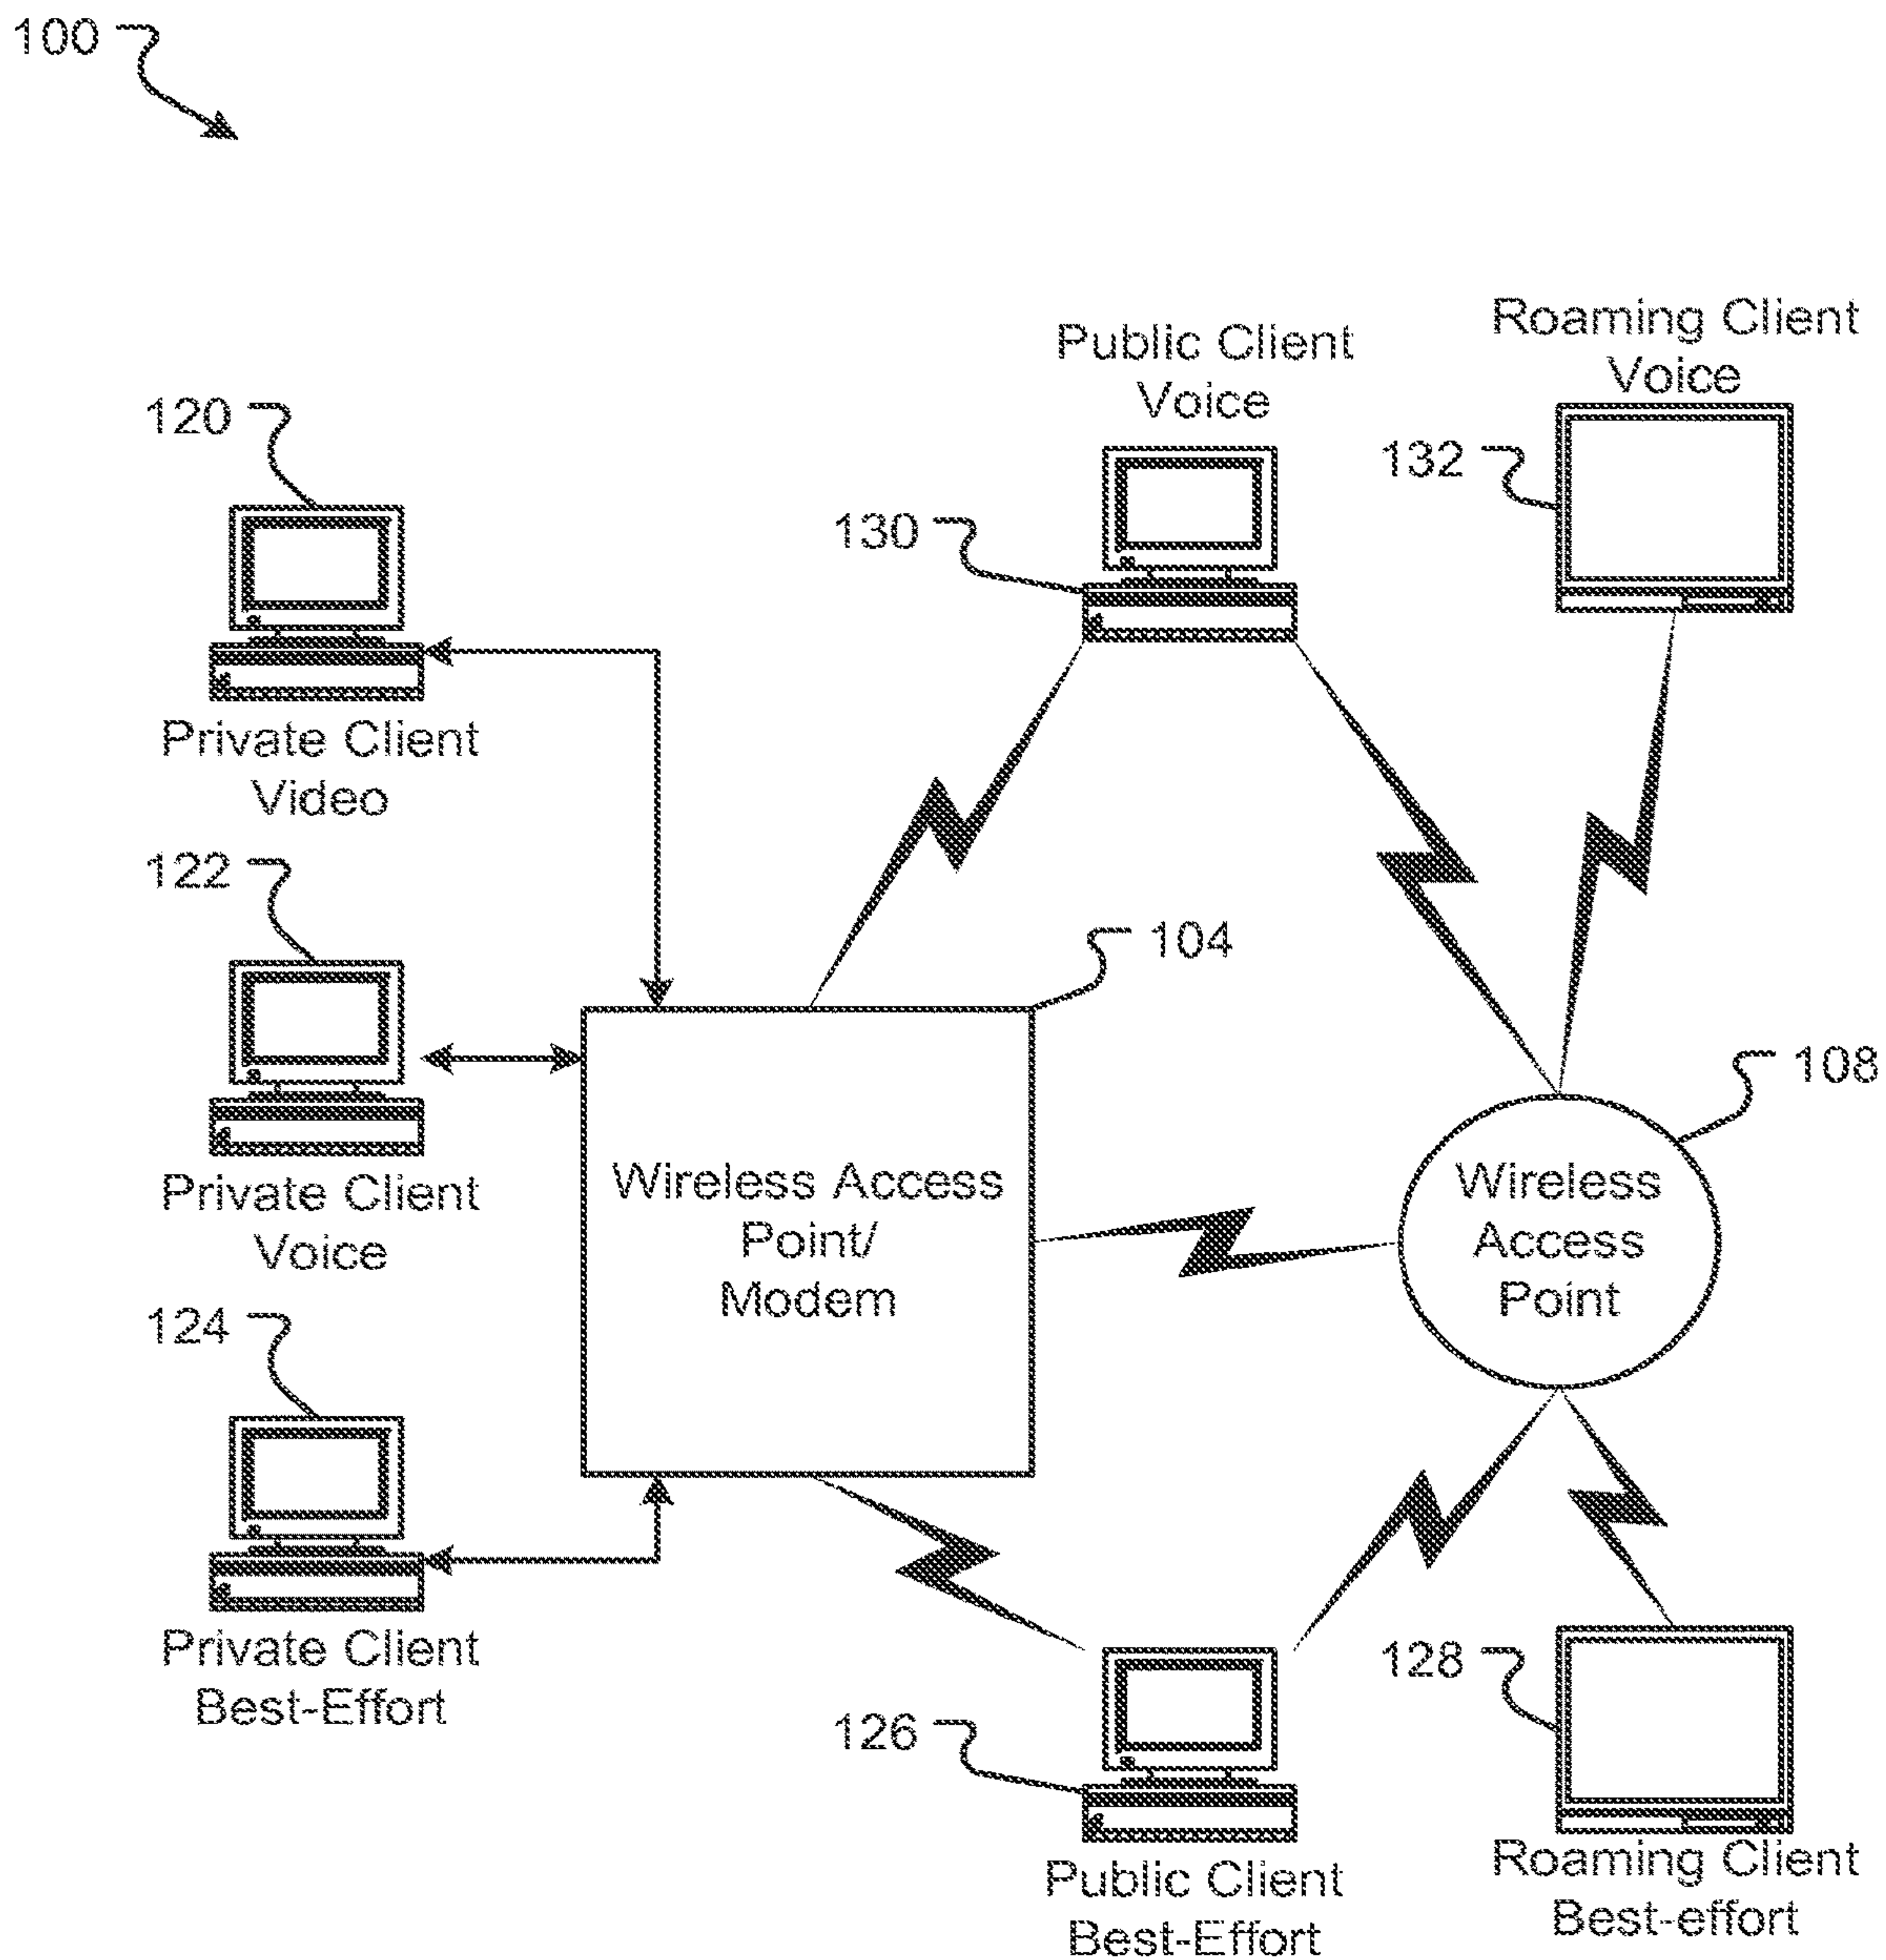 100
Public Client
Voice
Roaming Client
Voice
120
132
130
Private Client
Video
122
104
108
Private Client
Voice
Wireless Access
Point/
Modem
Wireless
Access
Point
124
Private Client
Best-Effort
126
128
Public Client
Best-Effort
Roaming Client
Best-effort